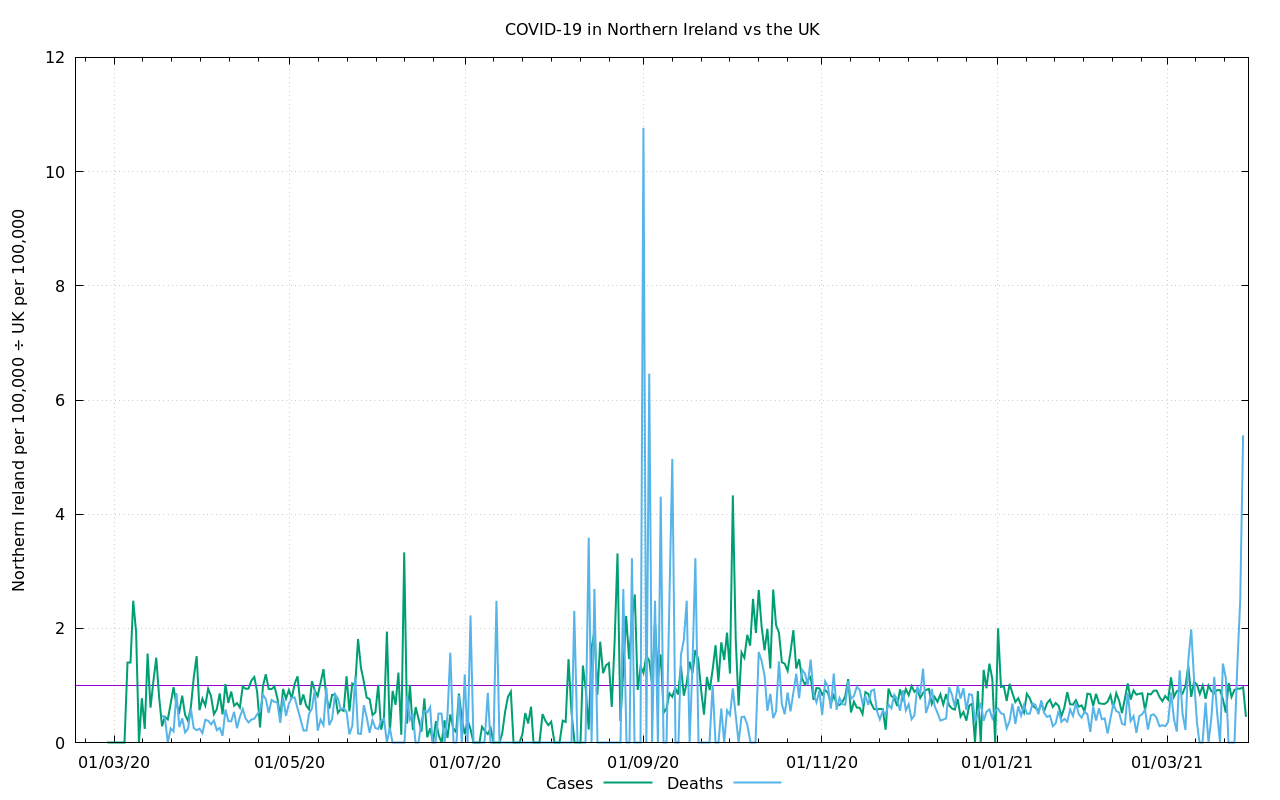 COVID-19 in Northern Ireland vs the UK
Northern Ireland per 100,000 ÷ UK per 100,000
12
10
8
6
4
2
0
01/03/20 01/05/20 01/07/20 01/09/20 01/11/20 01/01/21 01/03/21
Cases Deaths